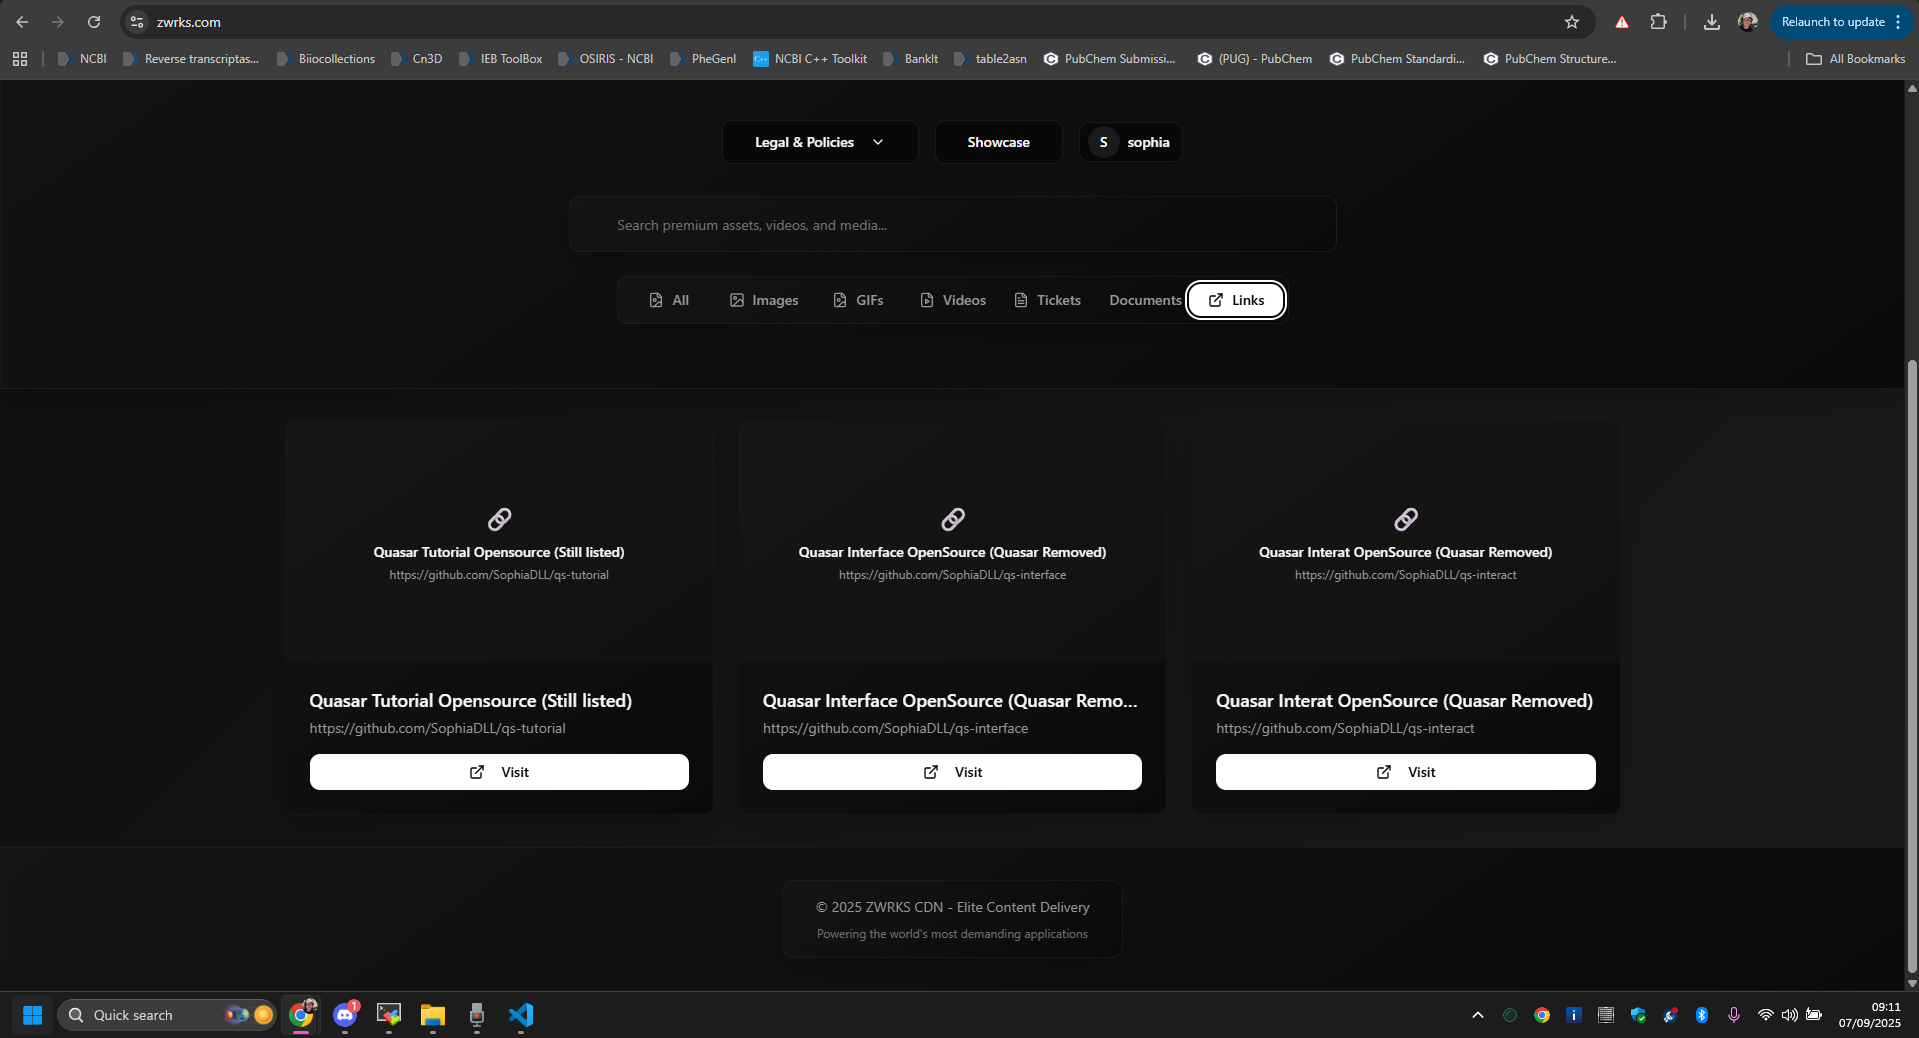 zwrks.com
Relaunch to update
NCBI
Reverse transcriptas...
Biiocollections
Cn3D
IEB ToolBox
OSIRIS - NCBI
PheGenI
C++
NCBI C++ Toolkit
BankIt
table2asn
PubChem Submissi...
(PUG) - PubChem
PubChem Standardi...
PubChem Structure...
All Bookmarks
Legal & Policies
Showcase
S
sophia
Search premium assets, videos, and media...
All
Images
GIFs
Videos
Tickets
Documents
Links
Quasar Tutorial Opensource (Still listed)
https://github.com/SophiaDLL/qs-tutorial
Quasar Interface OpenSource (Quasar Removed)
https://github.com/SophiaDLL/qs-interface
Quasar Interat OpenSource (Quasar Removed)
https://github.com/SophiaDLL/qs-interact
Quasar Tutorial Opensource (Still listed)
https://github.com/SophiaDLL/qs-tutorial
Visit
Quasar Interface OpenSource (Quasar Remo...
https://github.com/SophiaDLL/qs-interface
Visit
Quasar Interat OpenSource (Quasar Removed)
https://github.com/SophiaDLL/qs-interact
Visit
© 2025 ZWRKS CDN - Elite Content Delivery
Powering the world's most demanding applications
Quick search
1
09:11
07/09/2025